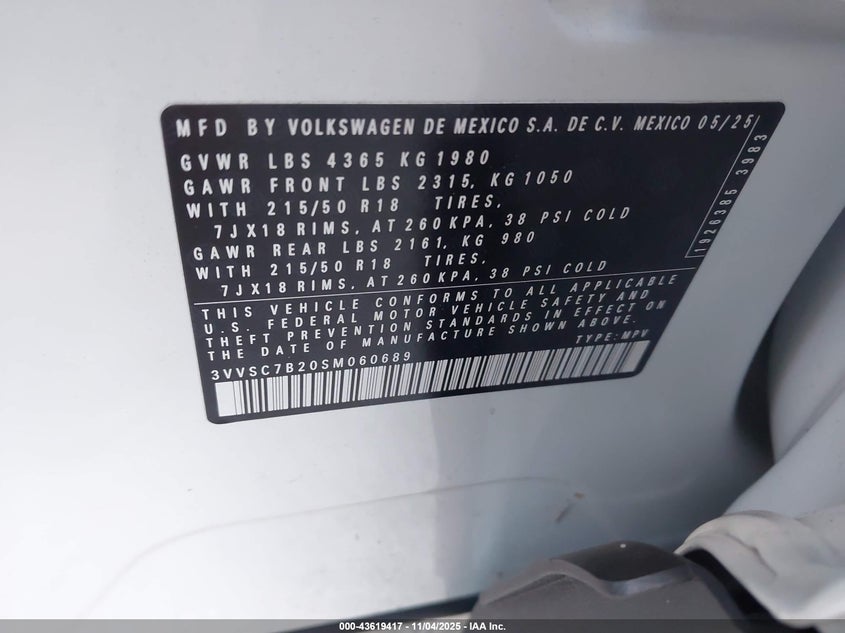 MFD BY VOLKSWAGEN DE MEXICO S.A. DE C.V. MEXICO 05/25
GVWR LBS 4365 KG 1980
GAWR FRONT LBS 2315, KG 1050
WITH 215/50 R18 TIRES,
7JX18 RIMS, AT 260 KPA, 38 PSI COLD
GAWR REAR LBS 2161, KG 980
WITH 215/50 R18 TIRES,
7JX18 RIMS, AT 260 KPA, 38 PSI COLD
THIS VEHICLE CONFORMS TO ALL APPLICABLE
U.S. FEDERAL MOTOR VEHICLE SAFETY AND
THEFT PREVENTION STANDARDS IN EFFECT ON
THE DATE OF MANUFACTURE SHOWN ABOVE.
TYPE: MPV
3VVSC7B20SM060689
1926385 3983
000-43619417 - 11/04/2025 - IAA Inc.